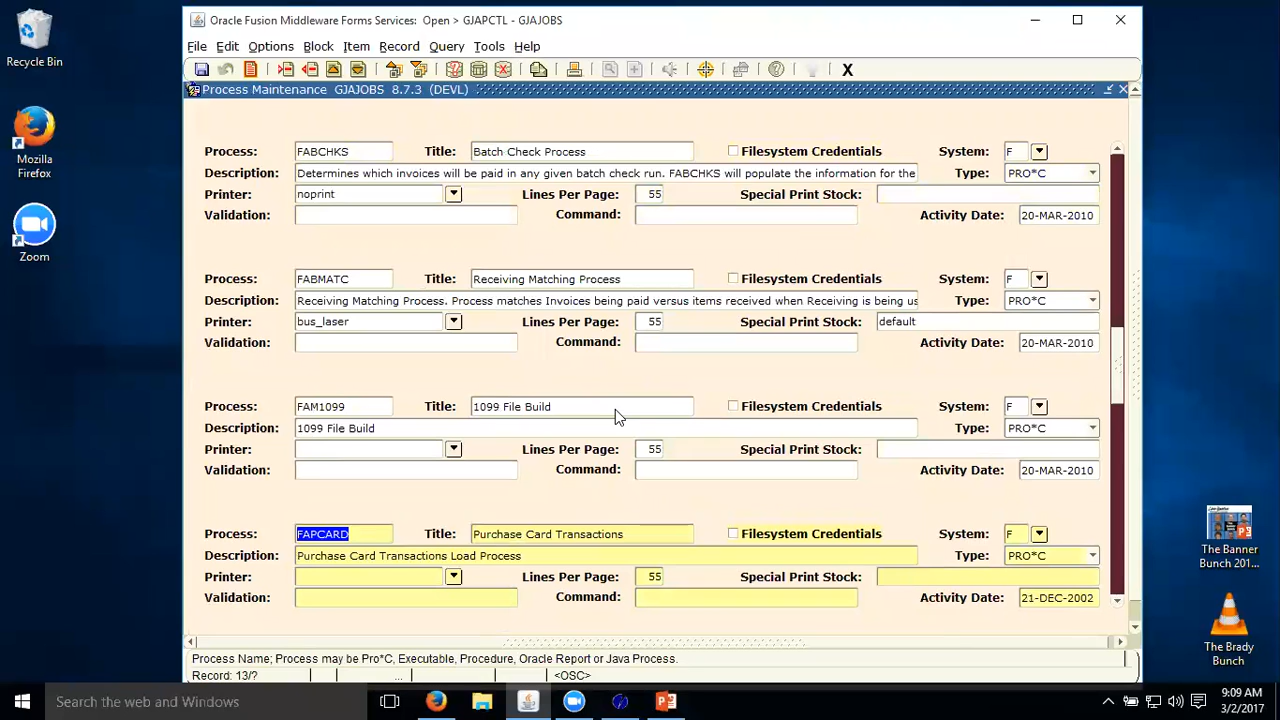 Oracle Fusion Middleware Forms Services: Open > GJAPCTL - GJAJOBS
File Edit Options Block Item Record Query Tools Help
Process Maintenance GJAJOBS 8.7.3 (DEVL)
Process: FABCHKS Title: Batch Check Process Filesystem Credentials System: F
Description: Determines which invoices will be paid in any given batch check run. FABCHKS will populate the information for the Type: PRO*C
Printer: noprint Lines Per Page: 55 Special Print Stock:
Validation: Command: Activity Date: 20-MAR-2010
Process: FABMATC Title: Receiving Matching Process Filesystem Credentials System: F
Description: Receiving Matching Process. Process matches Invoices being paid versus items received when Receiving is being us Type: PRO*C
Printer: bus_laser Lines Per Page: 55 Special Print Stock: default
Validation: Command: Activity Date: 20-MAR-2010
Process: FAM1099 Title: 1099 File Build Filesystem Credentials System: F
Description: 1099 File Build Type: PRO*C
Printer: Lines Per Page: 55 Special Print Stock:
Validation: Command: Activity Date: 20-MAR-2010
Process: FAPCARD Title: Purchase Card Transactions Filesystem Credentials System: F
Description: Purchase Card Transactions Load Process Type: PRO*C
Printer: Lines Per Page: 55 Special Print Stock:
Validation: Command: Activity Date: 21-DEC-2002
Process Name; Process may be Pro*C, Executable, Procedure, Oracle Report or Java Process.
Record: 13/? ... <OSC>
Recycle Bin
Mozilla
Firefox
Zoom
The Banner
Bunch 201...
The Brady
Bunch
Search the web and Windows
9:09 AM
3/2/2017